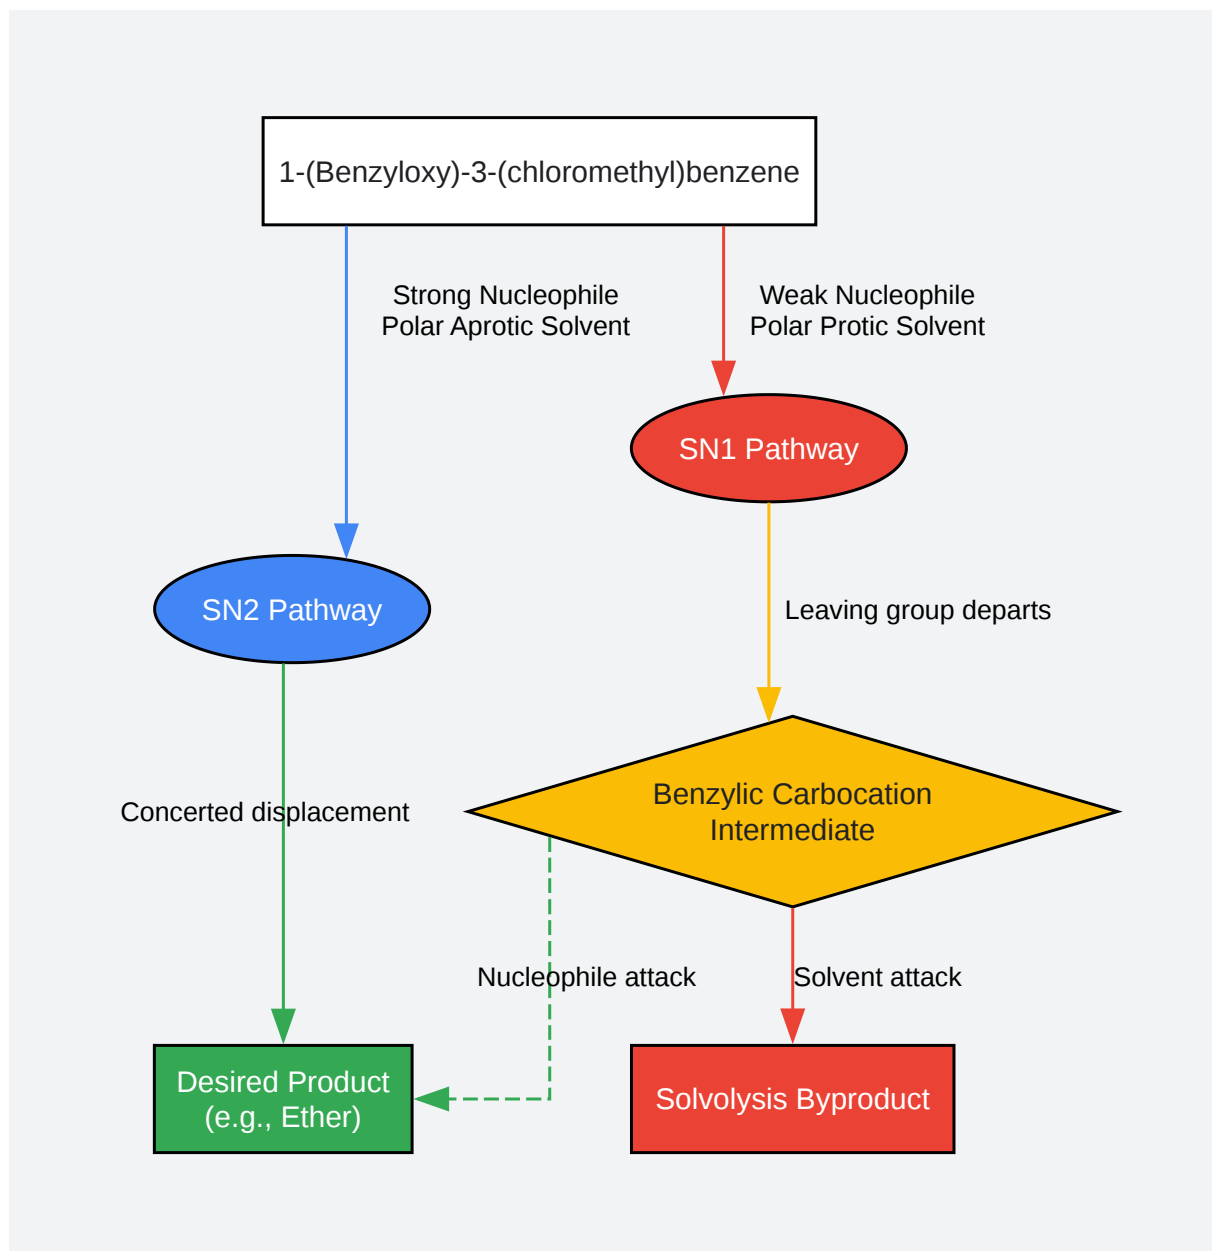 1-(Benzyloxy)-3-(chloromethyl)benzene
Strong Nucleophile
Polar Aprotic Solvent
Weak Nucleophile
Polar Protic Solvent
SN1 Pathway
SN2 Pathway
Leaving group departs
Benzylic Carbocation
Intermediate
Concerted displacement
Nucleophile attack
Solvent attack
Desired Product
(e.g., Ether)
Solvolysis Byproduct